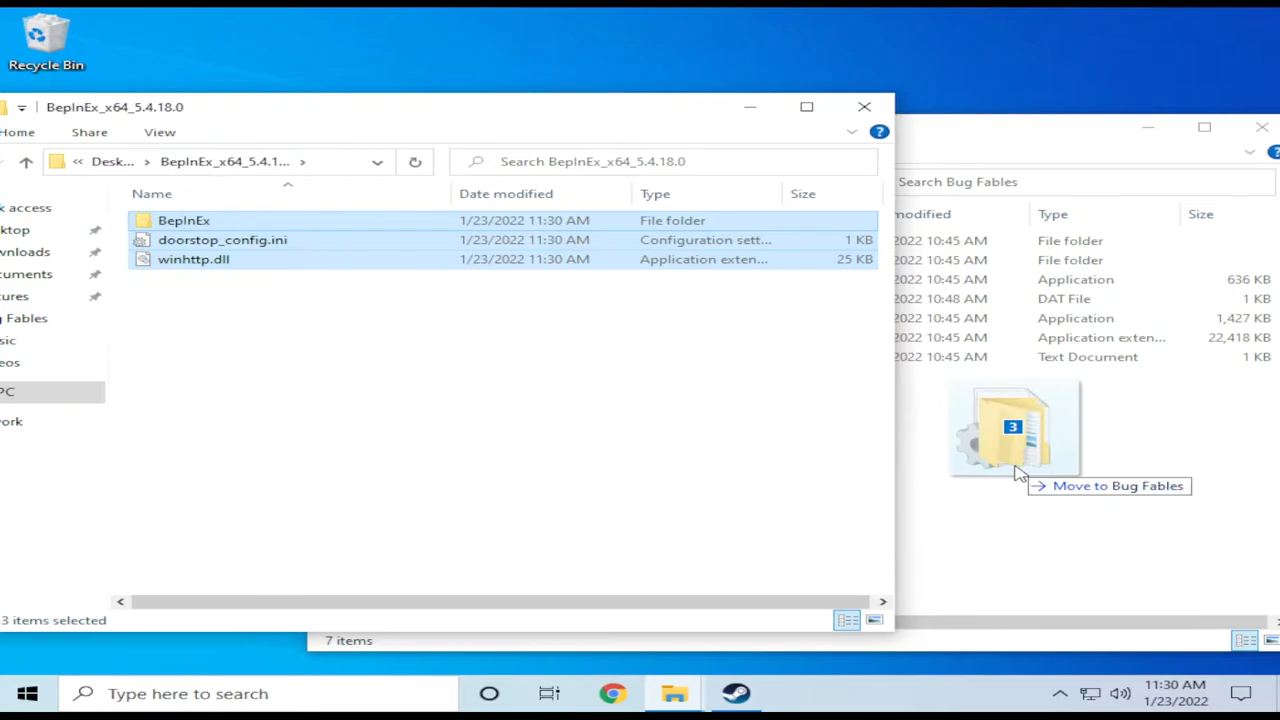 Recycle Bin
BepInEx_x64_5.4.18.0
Home Share View
« Desk... › BepInEx_x64_5.4.1... ›
Search BepInEx_x64_5.4.18.0
Search Bug Fables
Name Date modified Type Size
BepInEx 1/23/2022 11:30 AM File folder
doorstop_config.ini 1/23/2022 11:30 AM Configuration sett... 1 KB
winhttp.dll 1/23/2022 11:30 AM Application exten... 25 KB
k access
ktop
wnloads
cuments
tures
g Fables
sic
eos
PC
work
modified Type Size
2022 10:45 AM File folder
2022 10:45 AM File folder
2022 10:45 AM Application 636 KB
2022 10:48 AM DAT File 1 KB
2022 10:45 AM Application 1,427 KB
2022 10:45 AM Application exten... 22,418 KB
2022 10:45 AM Text Document 1 KB
3
Move to Bug Fables
3 items selected
7 items
Type here to search
11:30 AM
1/23/2022